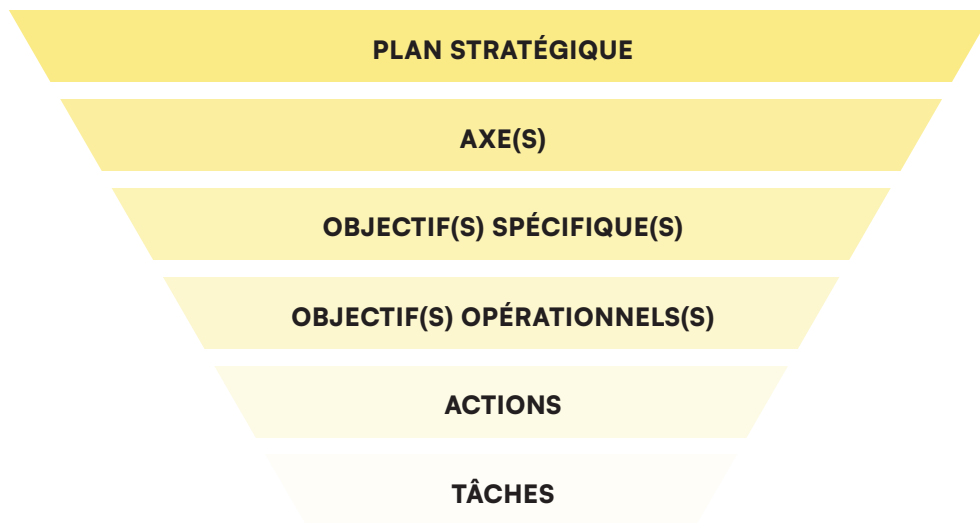 PLAN STRATÉGIQUE
AXE(S)
OBJECTIF(S) SPÉCIFIQUE(S)
OBJECTIF(S) OPÉRATIONNELS(S)
ACTIONS
TÂCHES